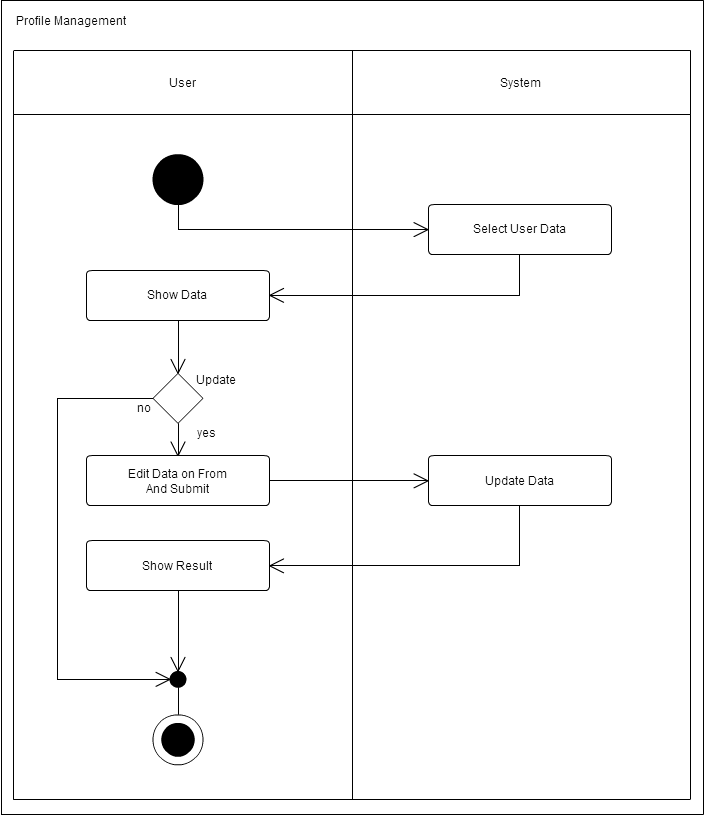 Profile Management
User
System
Select User Data
Show Data
Update
no
yes
Edit Data on From
And Submit
Update Data
Show Result